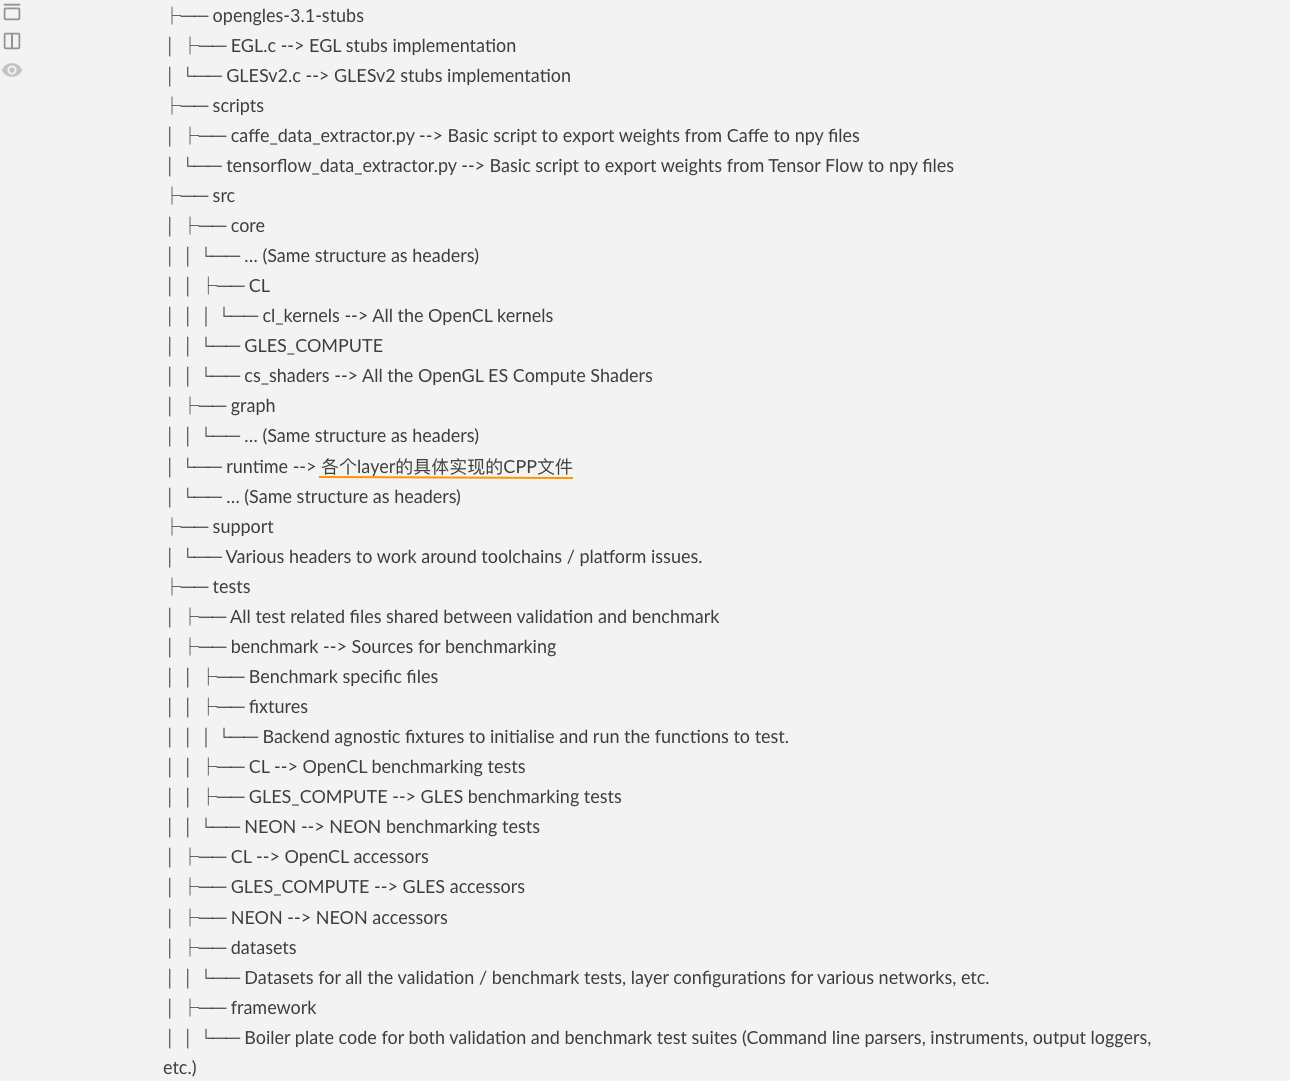 ├── opengles-3.1-stubs
│ ├── EGL.c --> EGL stubs implementation
│ └── GLESv2.c --> GLESv2 stubs implementation
├── scripts
│ ├── caffe_data_extractor.py --> Basic script to export weights from Caffe to npy files
│ └── tensorflow_data_extractor.py --> Basic script to export weights from Tensor Flow to npy files
├── src
│ ├── core
│ │ └── ... (Same structure as headers)
│ │ ├── CL
│ │ │ └── cl_kernels --> All the OpenCL kernels
│ │ └── GLES_COMPUTE
│ │ └── cs_shaders --> All the OpenGL ES Compute Shaders
│ ├── graph
│ │ └── ... (Same structure as headers)
│ └── runtime --> 各个layer的具体实现的CPP文件
│ └── ... (Same structure as headers)
├── support
│ └── Various headers to work around toolchains / platform issues.
├── tests
│ ├── All test related files shared between validation and benchmark
│ ├── benchmark --> Sources for benchmarking
│ │ ├── Benchmark specific files
│ │ ├── fixtures
│ │ │ └── Backend agnostic fixtures to initialise and run the functions to test.
│ │ ├── CL --> OpenCL benchmarking tests
│ │ ├── GLES_COMPUTE --> GLES benchmarking tests
│ │ └── NEON --> NEON benchmarking tests
│ ├── CL --> OpenCL accessors
│ ├── GLES_COMPUTE --> GLES accessors
│ ├── NEON --> NEON accessors
│ ├── datasets
│ │ └── Datasets for all the validation / benchmark tests, layer configurations for various networks, etc.
│ ├── framework
│ │ └── Boiler plate code for both validation and benchmark test suites (Command line parsers, instruments, output loggers,
etc.)